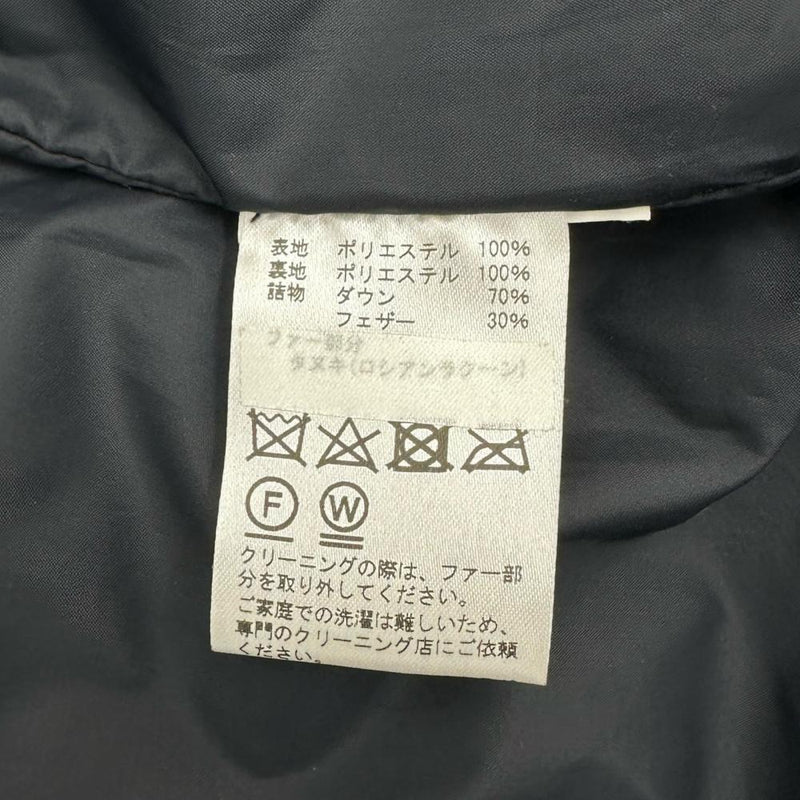 表地 ポリエステル 100%
裏地 ポリエステル 100%
詰物 ダウン 70%
フェザー 30%
ファー部分
タヌキ(ロシアンラクーン)
F W
クリーニングの際は、ファー部
分を取り外してください。
ご家庭での洗濯は難しいため、
専門のクリーニング店にご依頼
ください。